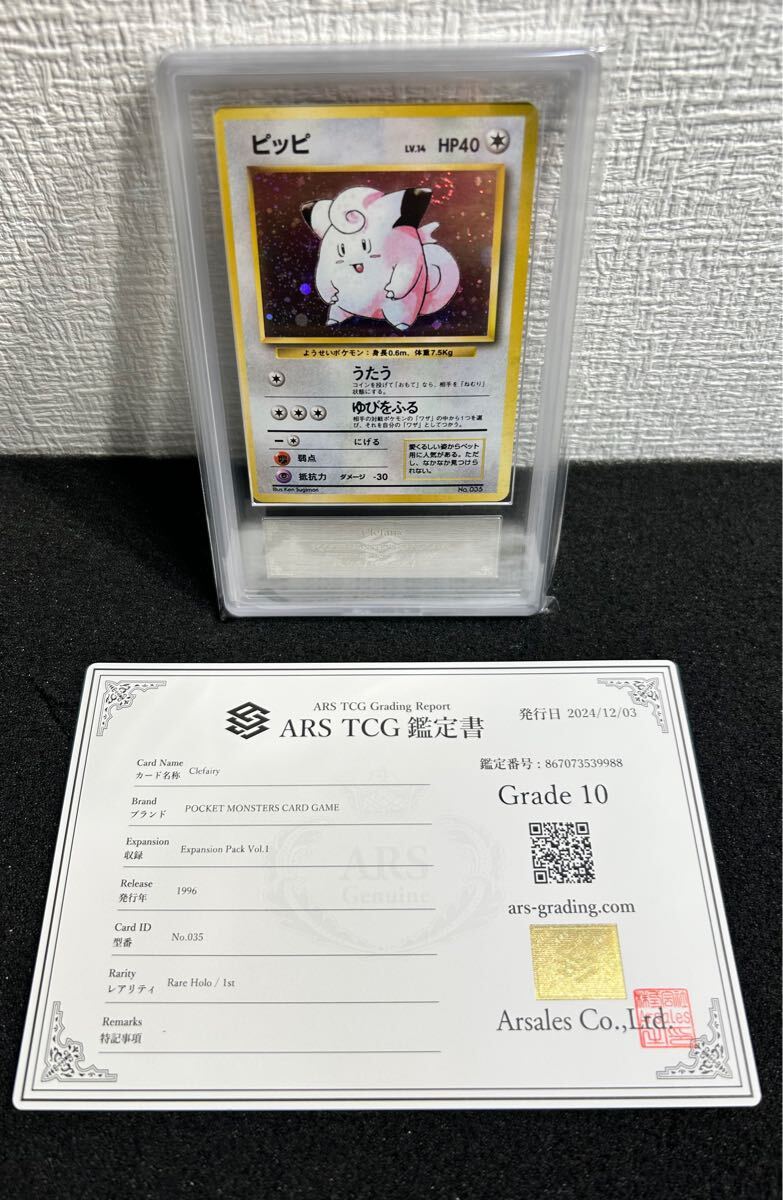 ピッピ
LV.14 HP40
ようせいポケモン：身長0.6m、体重7.5Kg
うたう
コインを投げて「おもて」なら、相手を「ねむり」
状態にする。
ゆびをふる
相手の対戦ポケモンの「ワザ」の中から1つを選
び、それを自分の「ワザ」としてつかう。
にげる
弱点
抵抗力 ダメージ -30
愛くるしい姿からペット
用に人気がある。ただ
し、なかなか見つけら
れない。
Illus. Ken Sugimori
No. 035
Clefairy
ARS TCG Grading Report
ARS TCG 鑑定書
発行日 2024/12/03
鑑定番号 : 867073539988
Grade 10
Card Name
カード名称 Clefairy
Brand
ブランド POCKET MONSTERS CARD GAME
Expansion
収録 Expansion Pack Vol.1
Release
発行年 1996
Card ID
型番 No.035
Rarity
レアリティ Rare Holo / 1st
Remarks
特記事項 -
ARS
Genuine
ars-grading.com
Arsales Co.,Ltd.
株式会社
Arsales